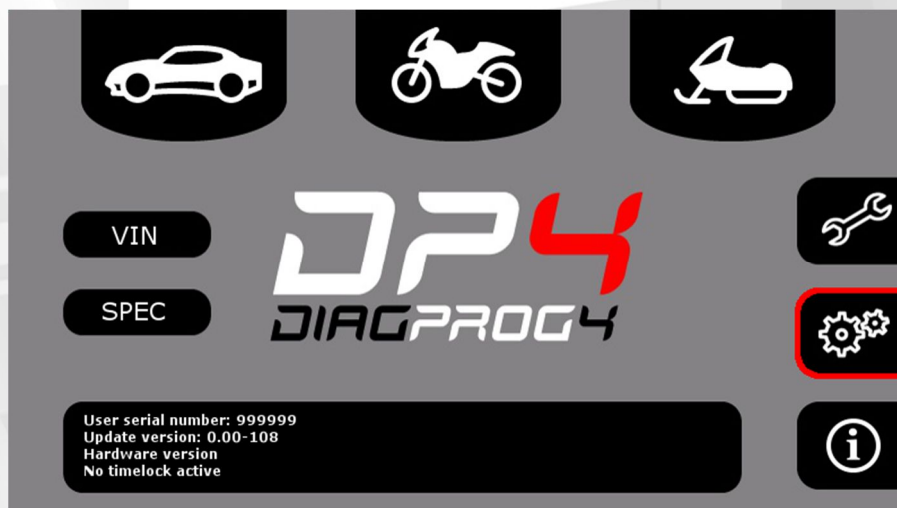 VIN
SPEC
DP4
DIAGPROG4
User serial number: 999999
Update version: 0.00-108
Hardware version
No timelock active
i